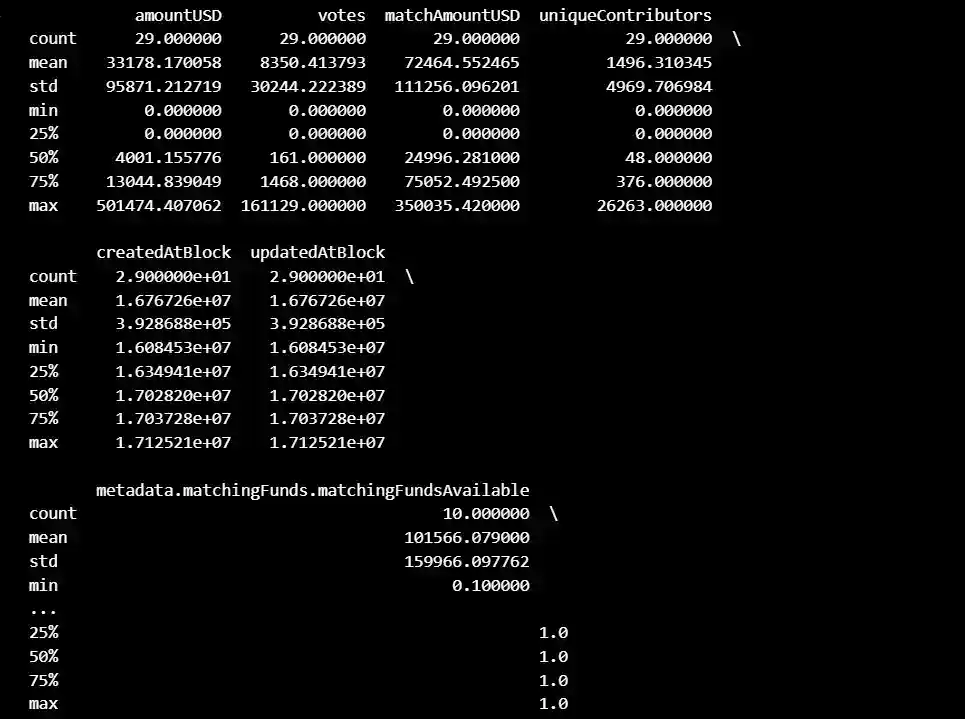 amountUSD votes matchAmountUSD uniqueContributors
count 29.000000 29.000000 29.000000 29.000000 \
mean 33178.170058 8350.413793 72464.552465 1496.310345
std 95871.212719 30244.222389 111256.096201 4969.706984
min 0.000000 0.000000 0.000000 0.000000
25% 0.000000 0.000000 0.000000 0.000000
50% 4001.155776 161.000000 24996.281000 48.000000
75% 13044.839049 1468.000000 75052.492500 376.000000
max 501474.407062 161129.000000 350035.420000 26263.000000
createdAtBlock updatedAtBlock
count 2.900000e+01 2.900000e+01 \
mean 1.676726e+07 1.676726e+07
std 3.928688e+05 3.928688e+05
min 1.608453e+07 1.608453e+07
25% 1.634941e+07 1.634941e+07
50% 1.702820e+07 1.702820e+07
75% 1.703728e+07 1.703728e+07
max 1.712521e+07 1.712521e+07
metadata.matchingFunds.matchingFundsAvailable
count 10.000000 \
mean 101566.079000
std 159966.097762
min 0.100000
...
25% 1.0
50% 1.0
75% 1.0
max 1.0